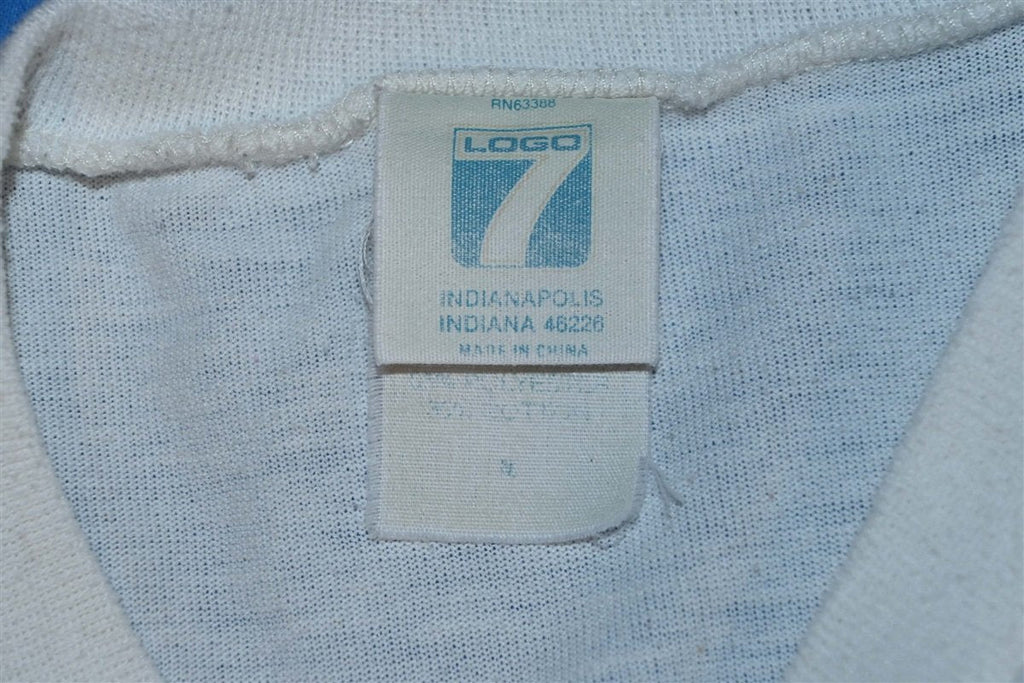 RN63388
LOGO
7
INDIANAPOLIS
INDIANA 46226
MADE IN CHINA